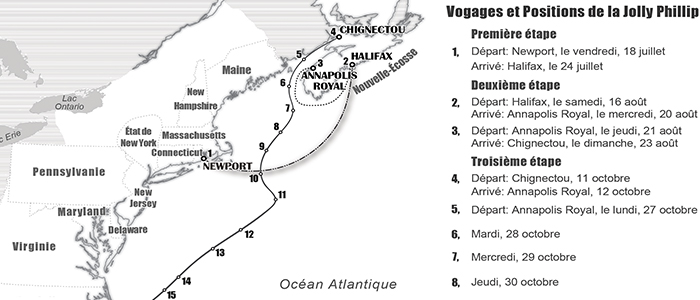 Vogages et Positions de la Jolly Phillip
Première étape
1, Départ: Newport, le vendredi, 18 juillet
Arrivé: Halifax, le 24 juillet
Deuxième étape
2, Départ: Halifax, le samedi, 16 août
Arrivé: Annapolis Royal, le mercredi, 20 août
3, Départ: Annapolis Royal, le jeudi, 21 août
Arrivé: Chignectou, le dimanche, 23 août
Troisième étape
4, Départ: Chignectou, 11 octobre
Arrivé: Annapolis Royal, 12 octobre
5, Départ: Annapolis Royal, le lundi, 27 octobre
6, Mardi, 28 octobre
7, Mercredi, 29 octobre
8, Jeudi, 30 octobre
4 CHIGNECTOU
5
HALIFAX
2
3
ANNAPOLIS
ROYAL
Nouvelle-Écosse
Maine
6
7
8
9
10
11
12
13
14
15
Lac
Ontario
Lac Erie
New
Hampshire
État de
New York
Massachusetts
Connecticut
1
NEWPORT
Pennsylvanie
New
Jersey
Maryland
Delaware
Virginie
Océan Atlantique